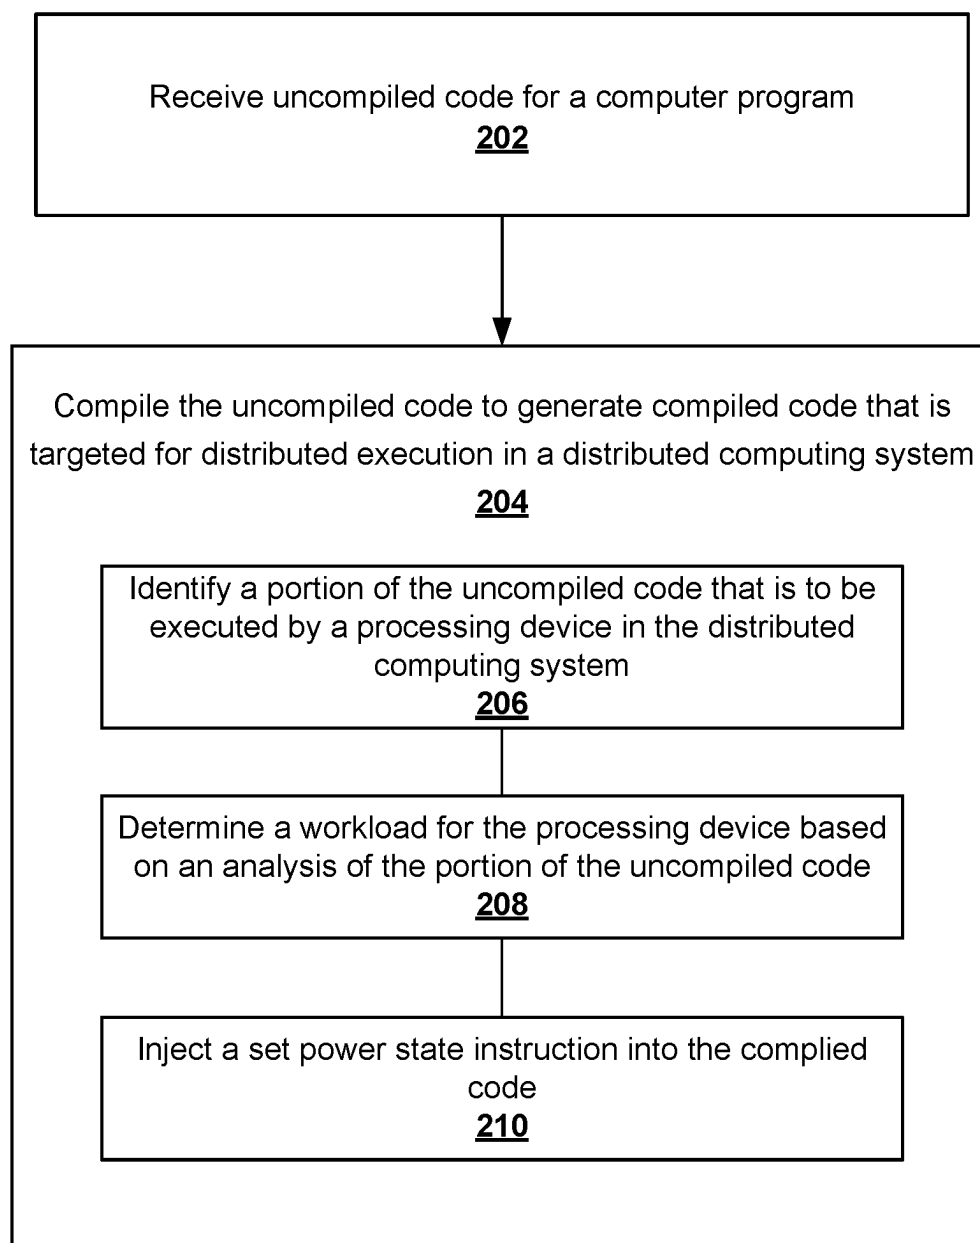 Receive uncompiled code for a computer program
202
Compile the uncompiled code to generate compiled code that is
targeted for distributed execution in a distributed computing system
204
Identify a portion of the uncompiled code that is to be
executed by a processing device in the distributed
computing system
206
Determine a workload for the processing device based
on an analysis of the portion of the uncompiled code
208
Inject a set power state instruction into the complied
code
210